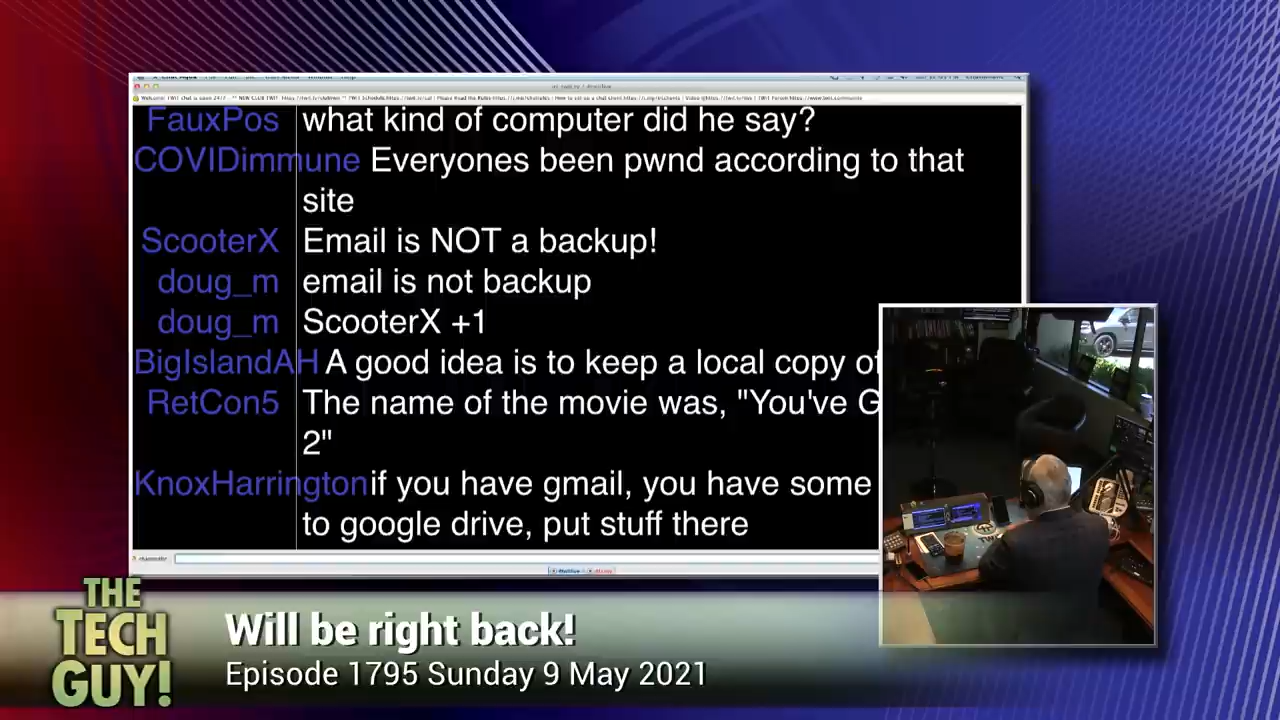 FauxPos what kind of computer did he say?
COVIDimmune Everyones been pwnd according to that
site
ScooterX Email is NOT a backup!
doug_m email is not backup
doug_m ScooterX +1
BigIslandAH A good idea is to keep a local copy of
RetCon5 The name of the movie was, "You've G
2"
KnoxHarrington if you have gmail, you have some
to google drive, put stuff there
THE
TECH
GUY!
Will be right back!
Episode 1795 Sunday 9 May 2021